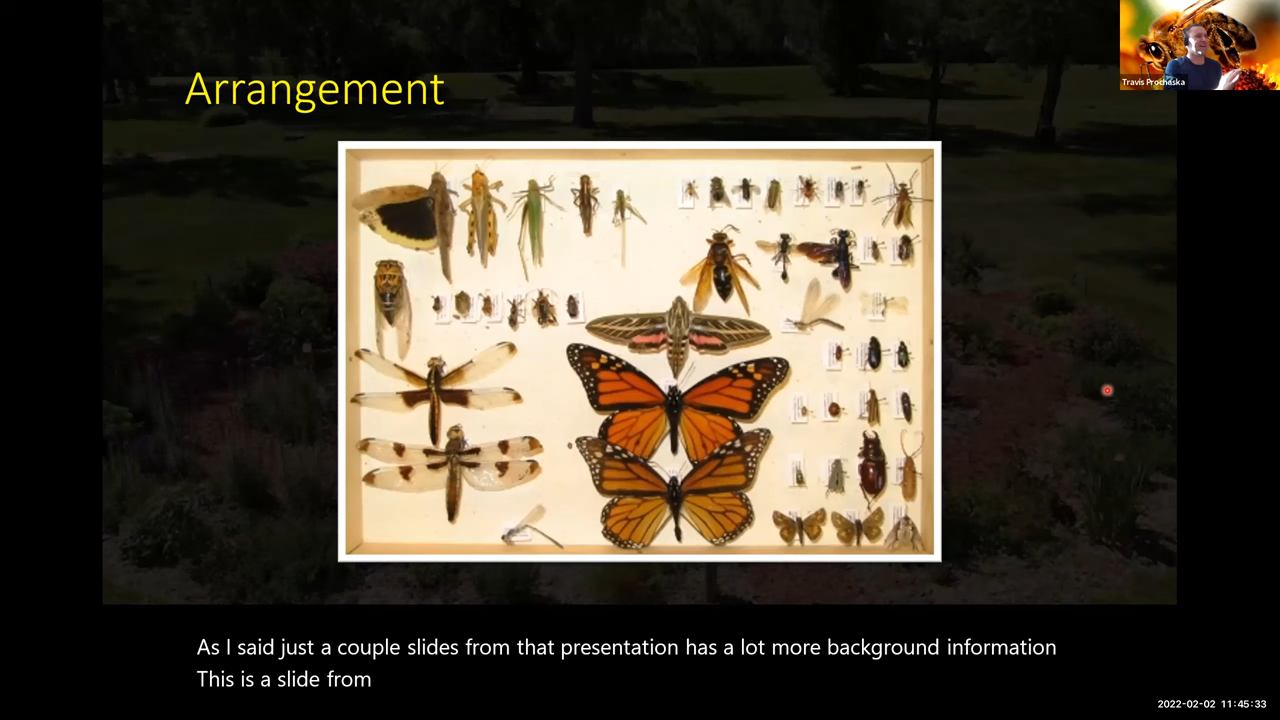 Travis Prochaska
Arrangement
As I said just a couple slides from that presentation has a lot more background information
This is a slide from
2022-02-02 11:45:33